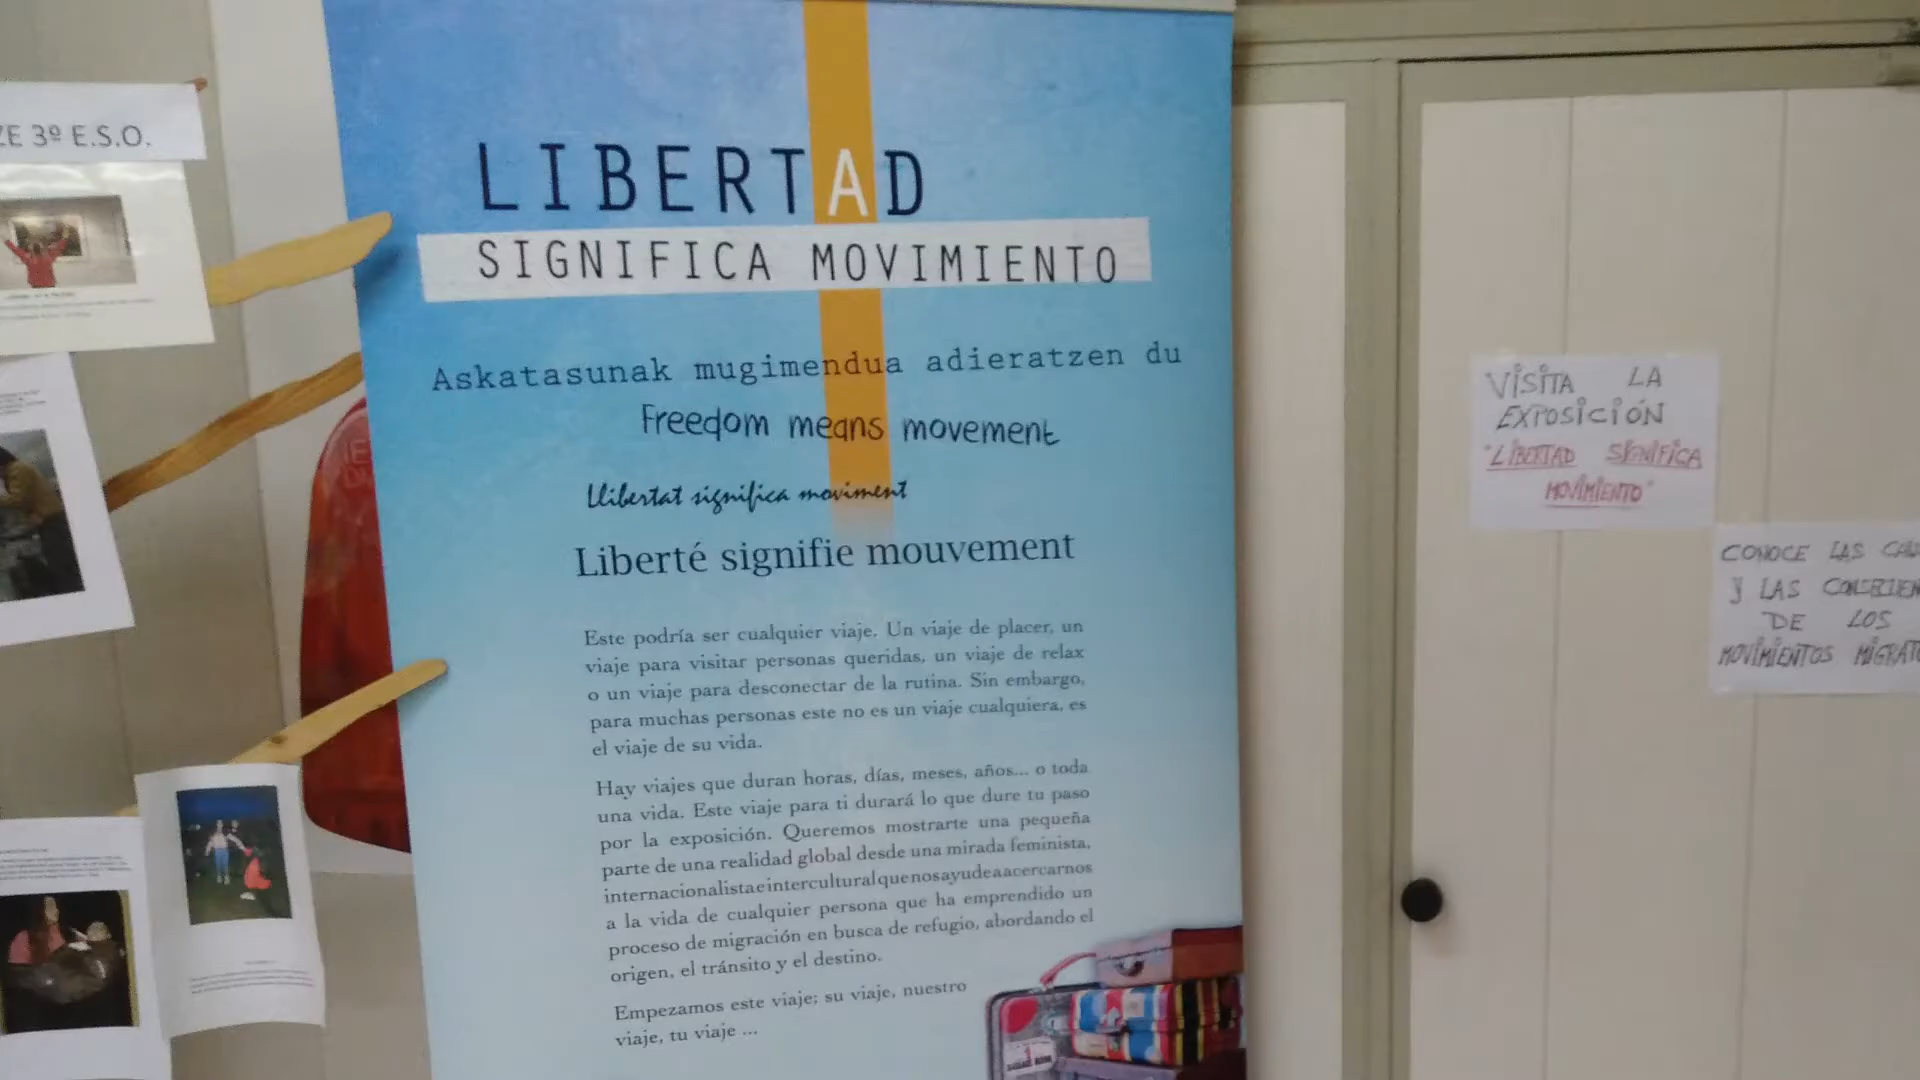 3º E.S.O.
LIBERTAD
SIGNIFICA MOVIMIENTO
Askatasunak mugimendua adieratzen du
Freedom means movement
Llibertat significa moviment
Liberté signifie mouvement
Este podría ser cualquier viaje. Un viaje de placer, un
viaje para visitar personas queridas, un viaje de relax
o un viaje para desconectar de la rutina. Sin embargo,
para muchas personas este no es un viaje cualquiera, es
el viaje de su vida.
Hay viajes que duran horas, días, meses, años... o toda
una vida. Este viaje para ti durará lo que dure tu paso
por la exposición. Queremos mostrarte una pequeña
parte de una realidad global desde una mirada feminista,
internacionalista e intercultural que nos ayude a acercarnos
a la vida de cualquier persona que ha emprendido un
proceso de migración en busca de refugio, abordando el
origen, el tránsito y el destino.
Empezamos este viaje; su viaje, nuestro
viaje, tu viaje ...
VISITA LA
EXPOSICIÓN
"LIBERTAD SIGNIFICA
MOVIMIENTO"
CONOCE LAS
Y LAS
DE LOS
MOVIMIENTOS